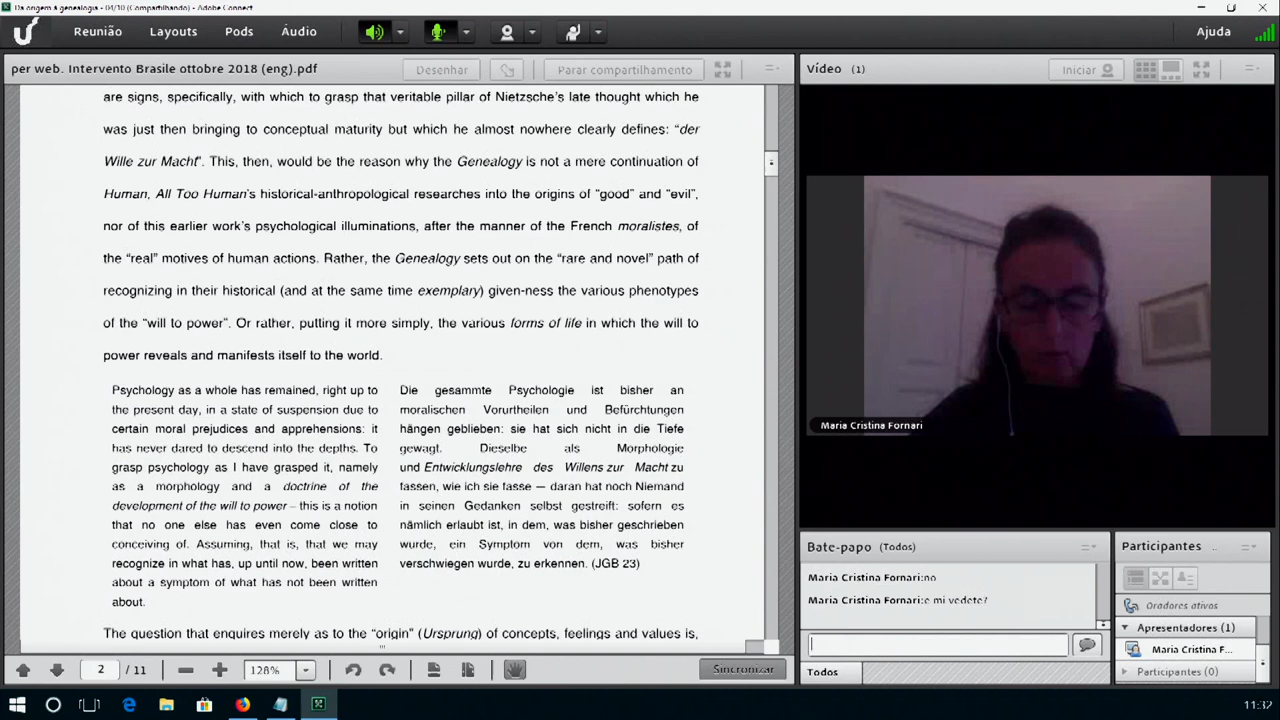 Da origem à genealogia - 04/10 (Compartilhando) - Adobe Connect
Reunião Layouts Pods Áudio Ajuda
per web. Intervento Brasile ottobre 2018 (eng).pdf Desenhar Parar compartilhamento
are signs, specifically, with which to grasp that veritable pillar of Nietzsche's late thought which he
was just then bringing to conceptual maturity but which he almost nowhere clearly defines: “der
Wille zur Macht”. This, then, would be the reason why the Genealogy is not a mere continuation of
Human, All Too Human's historical-anthropological researches into the origins of “good” and “evil”,
nor of this earlier work's psychological illuminations, after the manner of the French moralistes, of
the “real” motives of human actions. Rather, the Genealogy sets out on the “rare and novel” path of
recognizing in their historical (and at the same time exemplary) given-ness the various phenotypes
of the “will to power”. Or rather, putting it more simply, the various forms of life in which the will to
power reveals and manifests itself to the world.
Psychology as a whole has remained, right up to
the present day, in a state of suspension due to
certain moral prejudices and apprehensions: it
has never dared to descend into the depths. To
grasp psychology as I have grasped it, namely
as a morphology and a doctrine of the
development of the will to power – this is a notion
that no one else has even come close to
conceiving of. Assuming, that is, that we may
recognize in what has, up until now, been written
about a symptom of what has not been written
about.
Die gesammte Psychologie ist bisher an
moralischen Vorurtheilen und Befürchtungen
hängen geblieben: sie hat sich nicht in die Tiefe
gewagt. Dieselbe als Morphologie
und Entwicklungslehre des Willens zur Macht zu
fassen, wie ich sie fasse — daran hat noch Niemand
in seinen Gedanken selbst gestreift: sofern es
nämlich erlaubt ist, in dem, was bisher geschrieben
wurde, ein Symptom von dem, was bisher
verschwiegen wurde, zu erkennen. (JGB 23)
The question that enquires merely as to the “origin” (Ursprung) of concepts, feelings and values is,
2 / 11 128% Sincronizar
Vídeo (1) Iniciar
Maria Cristina Fornari
Bate-papo (Todos)
Maria Cristina Fornari:no
Maria Cristina Fornari:e mi vedete?
Todos
Participantes ..
Oradores ativos
Apresentadores (1)
Maria Cristina F...
Participantes (0)
11:32